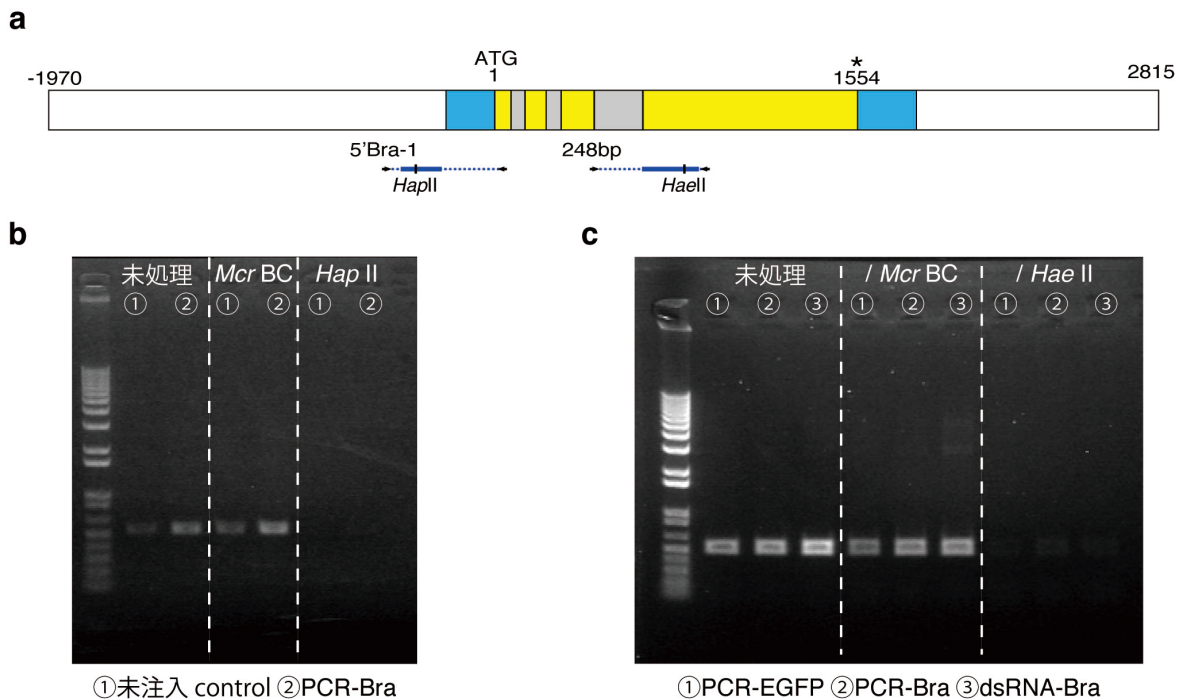 a
ATG
*
-1970
1
1554
2815
5'Bra-1
248bp
HapII
HaeII
b
未処理
Mcr BC
Hap II
① ② ① ② ① ②
①未注入 control ②PCR-Bra
c
未処理
/ Mcr BC
/ Hae II
① ② ③ ① ② ③ ① ② ③
①PCR-EGFP ②PCR-Bra ③dsRNA-Bra